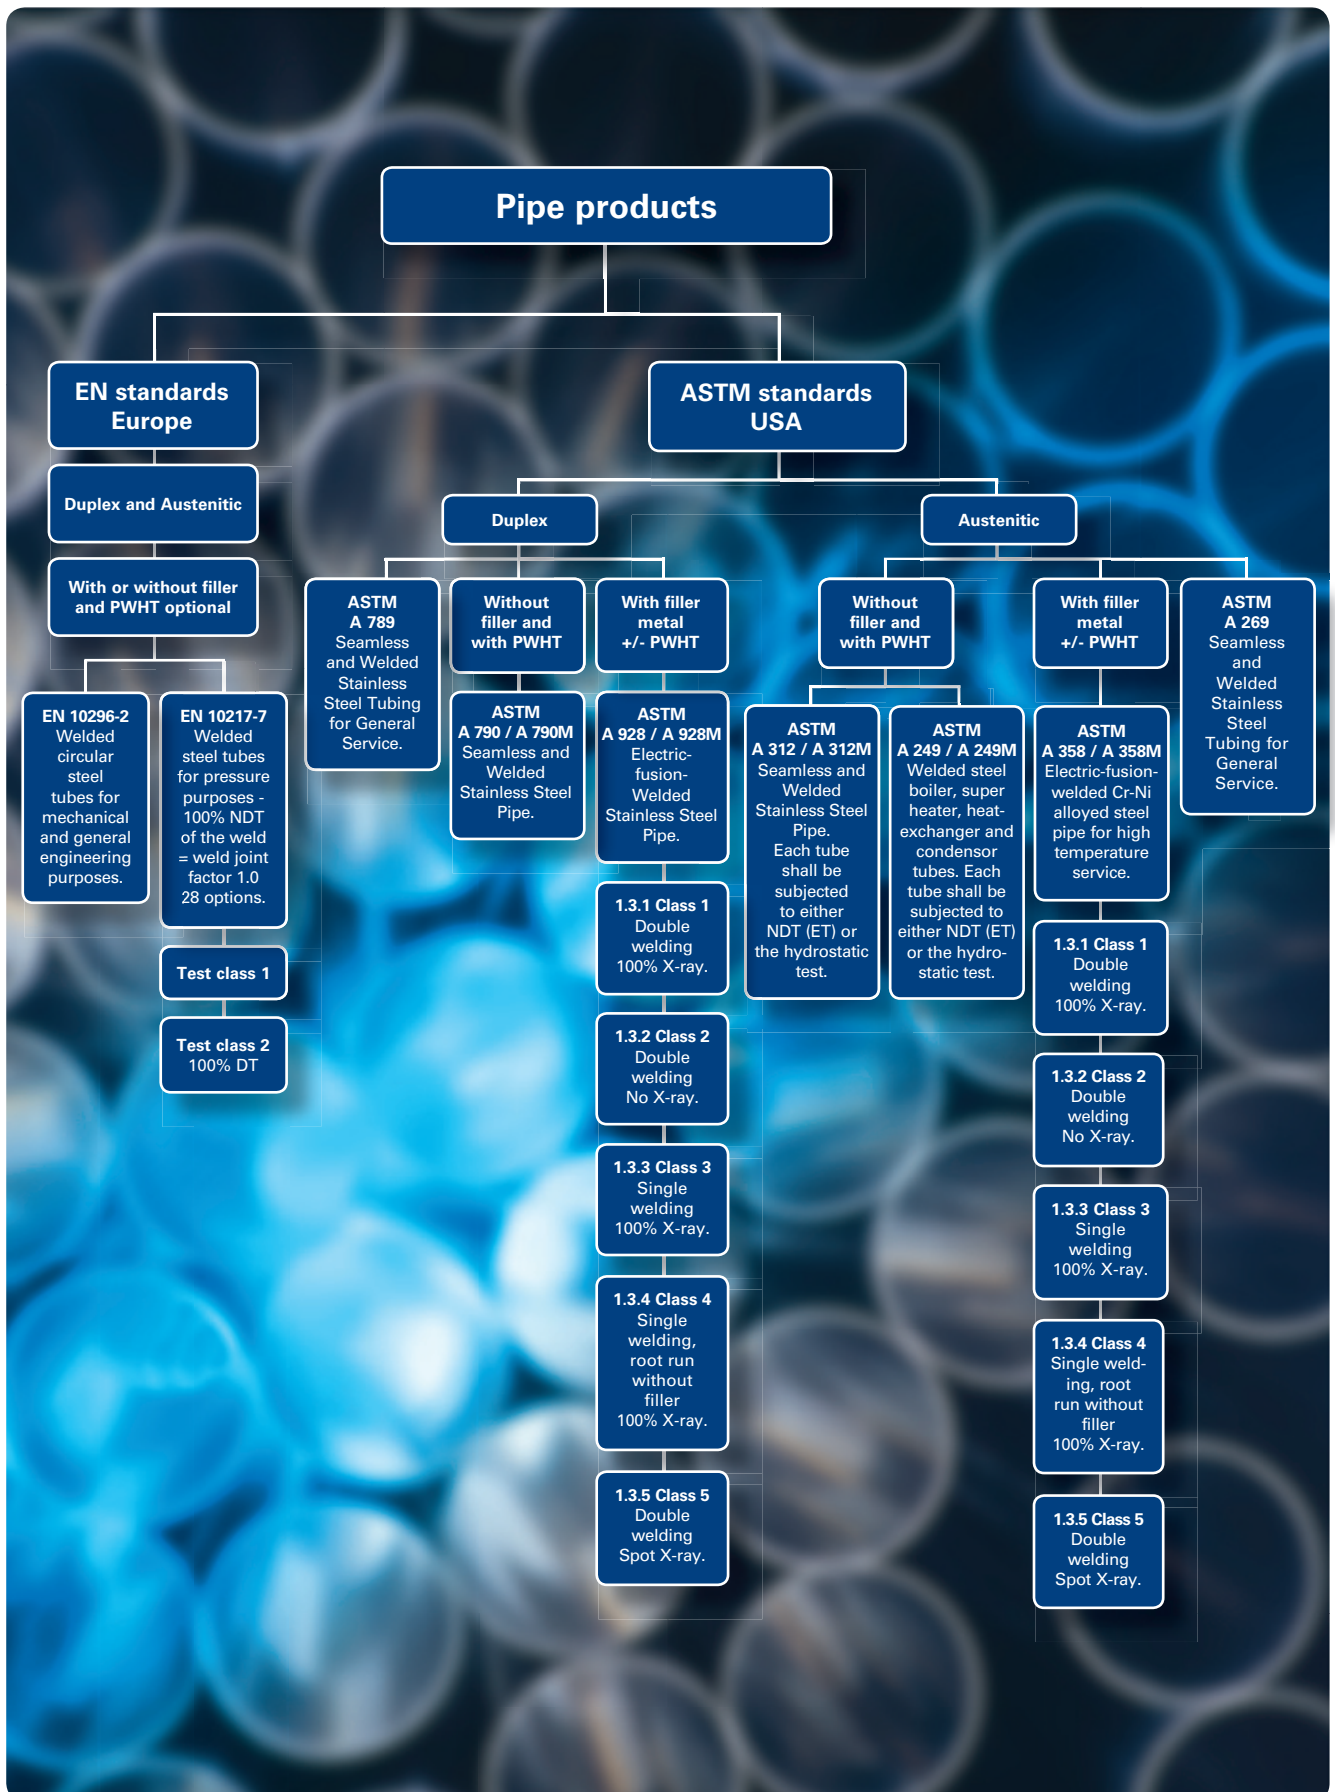 Pipe products
EN standards
Europe
Duplex and Austenitic
With or without filler
and PWHT optional
EN 10296-2
Welded
circular
steel
tubes for
mechanical
and general
engineering
purposes.
EN 10217-7
Welded
steel tubes
for pressure
purposes -
100% NDT
of the weld
= weld joint
factor 1.0
28 options.
Test class 1
Test class 2
100% DT
ASTM standards
USA
Duplex
ASTM
A 789
Seamless
and Welded
Stainless
Steel Tubing
for General
Service.
Without
filler and
with PWHT
ASTM
A 790 / A 790M
Seamless and
Welded
Stainless Steel
Pipe.
With filler
metal
+/- PWHT
ASTM
A 928 / A 928M
Electric-
fusion-
Welded
Stainless Steel
Pipe.
1.3.1 Class 1
Double
welding
100% X-ray.
1.3.2 Class 2
Double
welding
No X-ray.
1.3.3 Class 3
Single
welding
100% X-ray.
1.3.4 Class 4
Single
welding,
root run
without
filler
100% X-ray.
1.3.5 Class 5
Double
welding
Spot X-ray.
Austenitic
Without
filler and
with PWHT
ASTM
A 312 / A 312M
Seamless and
Welded
Stainless Steel
Pipe.
Each tube
shall be
subjected
to either
NDT (ET) or
the hydrostatic
test.
ASTM
A 249 / A 249M
Welded steel
boiler, super
heater, heat-
exchanger and
condensor
tubes. Each
tube shall be
subjected to
either NDT (ET)
or the hydro-
static test.
With filler
metal
+/- PWHT
ASTM
A 358 / A 358M
Electric-fusion-
welded Cr-Ni
alloyed steel
pipe for high
temperature
service.
1.3.1 Class 1
Double
welding
100% X-ray.
1.3.2 Class 2
Double
welding
No X-ray.
1.3.3 Class 3
Single
welding
100% X-ray.
1.3.4 Class 4
Single weld-
ing, root
run without
filler
100% X-ray.
1.3.5 Class 5
Double
welding
Spot X-ray.
ASTM
A 269
Seamless
and
Welded
Stainless
Steel
Tubing for
General
Service.